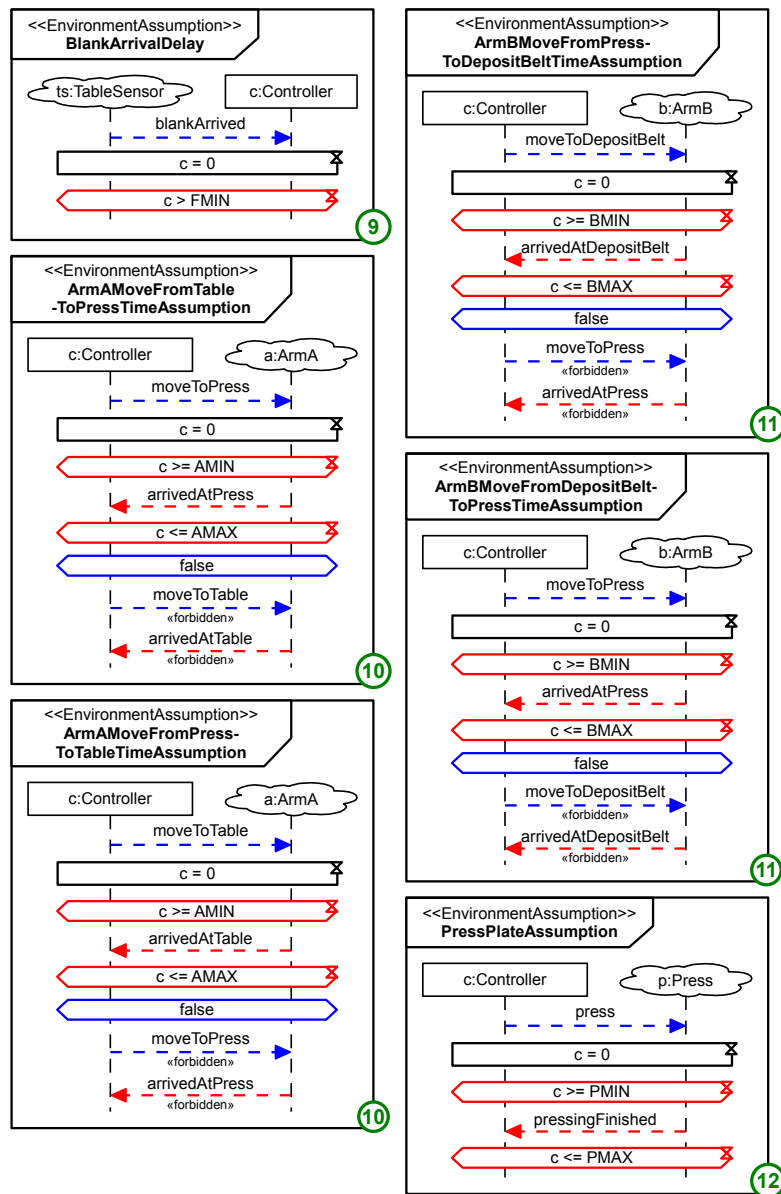 <<EnvironmentAssumption>>
BlankArrivalDelay
ts:TableSensor
c:Controller
blankArrived
c = 0
c > FMIN
9
<<EnvironmentAssumption>>
ArmAMoveFromTable
-ToPressTimeAssumption
c:Controller
a:ArmA
moveToPress
c = 0
c >= AMIN
arrivedAtPress
c <= AMAX
false
moveToTable
«forbidden»
arrivedAtTable
«forbidden»
10
<<EnvironmentAssumption>>
ArmAMoveFromPress-
ToTableTimeAssumption
c:Controller
a:ArmA
moveToTable
c = 0
c >= AMIN
arrivedAtTable
c <= AMAX
false
moveToPress
«forbidden»
arrivedAtPress
«forbidden»
10
<<EnvironmentAssumption>>
ArmBMoveFromPress-
ToDepositBeltTimeAssumption
c:Controller
b:ArmB
moveToDepositBelt
c = 0
c >= BMIN
arrivedAtDepositBelt
c <= BMAX
false
moveToPress
«forbidden»
arrivedAtPress
«forbidden»
11
<<EnvironmentAssumption>>
ArmBMoveFromDepositBelt-
ToPressTimeAssumption
c:Controller
b:ArmB
moveToPress
c = 0
c >= BMIN
arrivedAtPress
c <= BMAX
false
moveToDepositBelt
«forbidden»
arrivedAtDepositBelt
«forbidden»
11
<<EnvironmentAssumption>>
PressPlateAssumption
c:Controller
p:Press
press
c = 0
c >= PMIN
pressingFinished
c <= PMAX
12